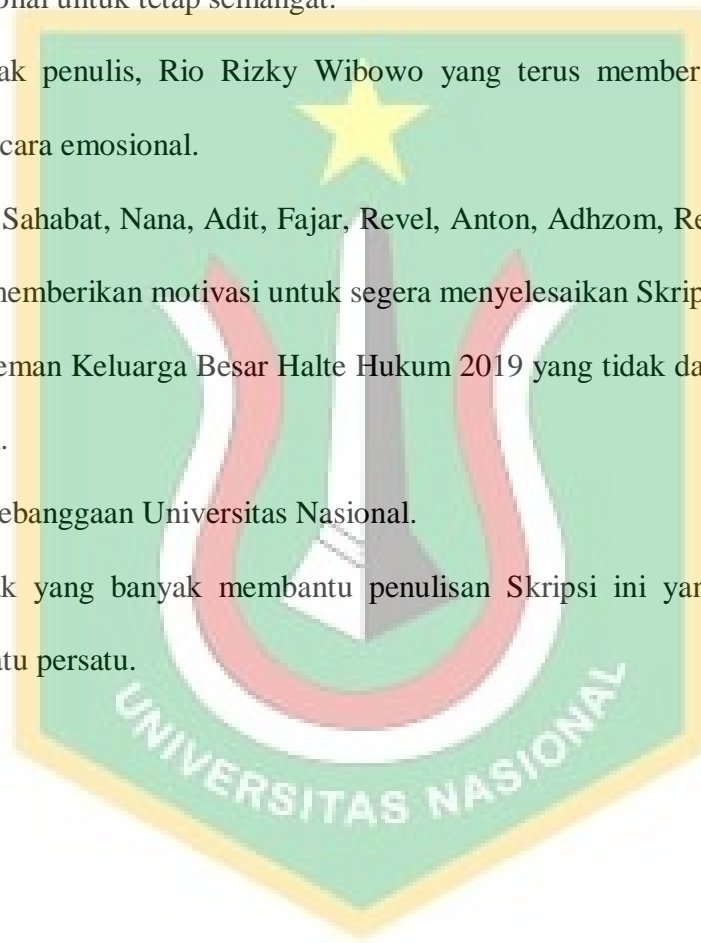 onal untuk tetap semangat.
ak penulis, Rio Rizky Wibowo yang terus member
cara emosional.
Sahabat, Nana, Adit, Fajar, Revel, Anton, Adhzom, Re
memberikan motivasi untuk segera menyelesaikan Skrip
eman Keluarga Besar Halte Hukum 2019 yang tidak da
.
ebanggaan Universitas Nasional.
ak yang banyak membantu penulisan Skripsi ini yan
atu persatu.
UNIVERSITAS NASIONAL